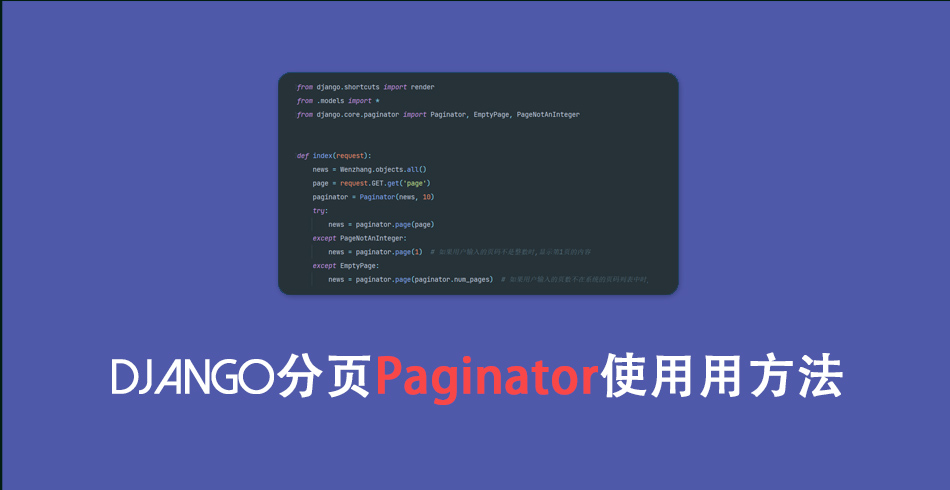 from django.shortcuts import render
from .models import *
from django.core.paginator import Paginator, EmptyPage, PageNotAnInteger
def index(request):
news = Wenzhang.objects.all()
page = request.GET.get('page')
paginator = Paginator(news, 10)
try:
news = paginator.page(page)
except PageNotAnInteger:
news = paginator.page(1) # 如果用户输入的页码不是整数时,显示第1页的内容
except EmptyPage:
news = paginator.page(paginator.num_pages) # 如果用户输入的页数不在系统的页码列表中时,
DJANGO分页Paginator使用用方法